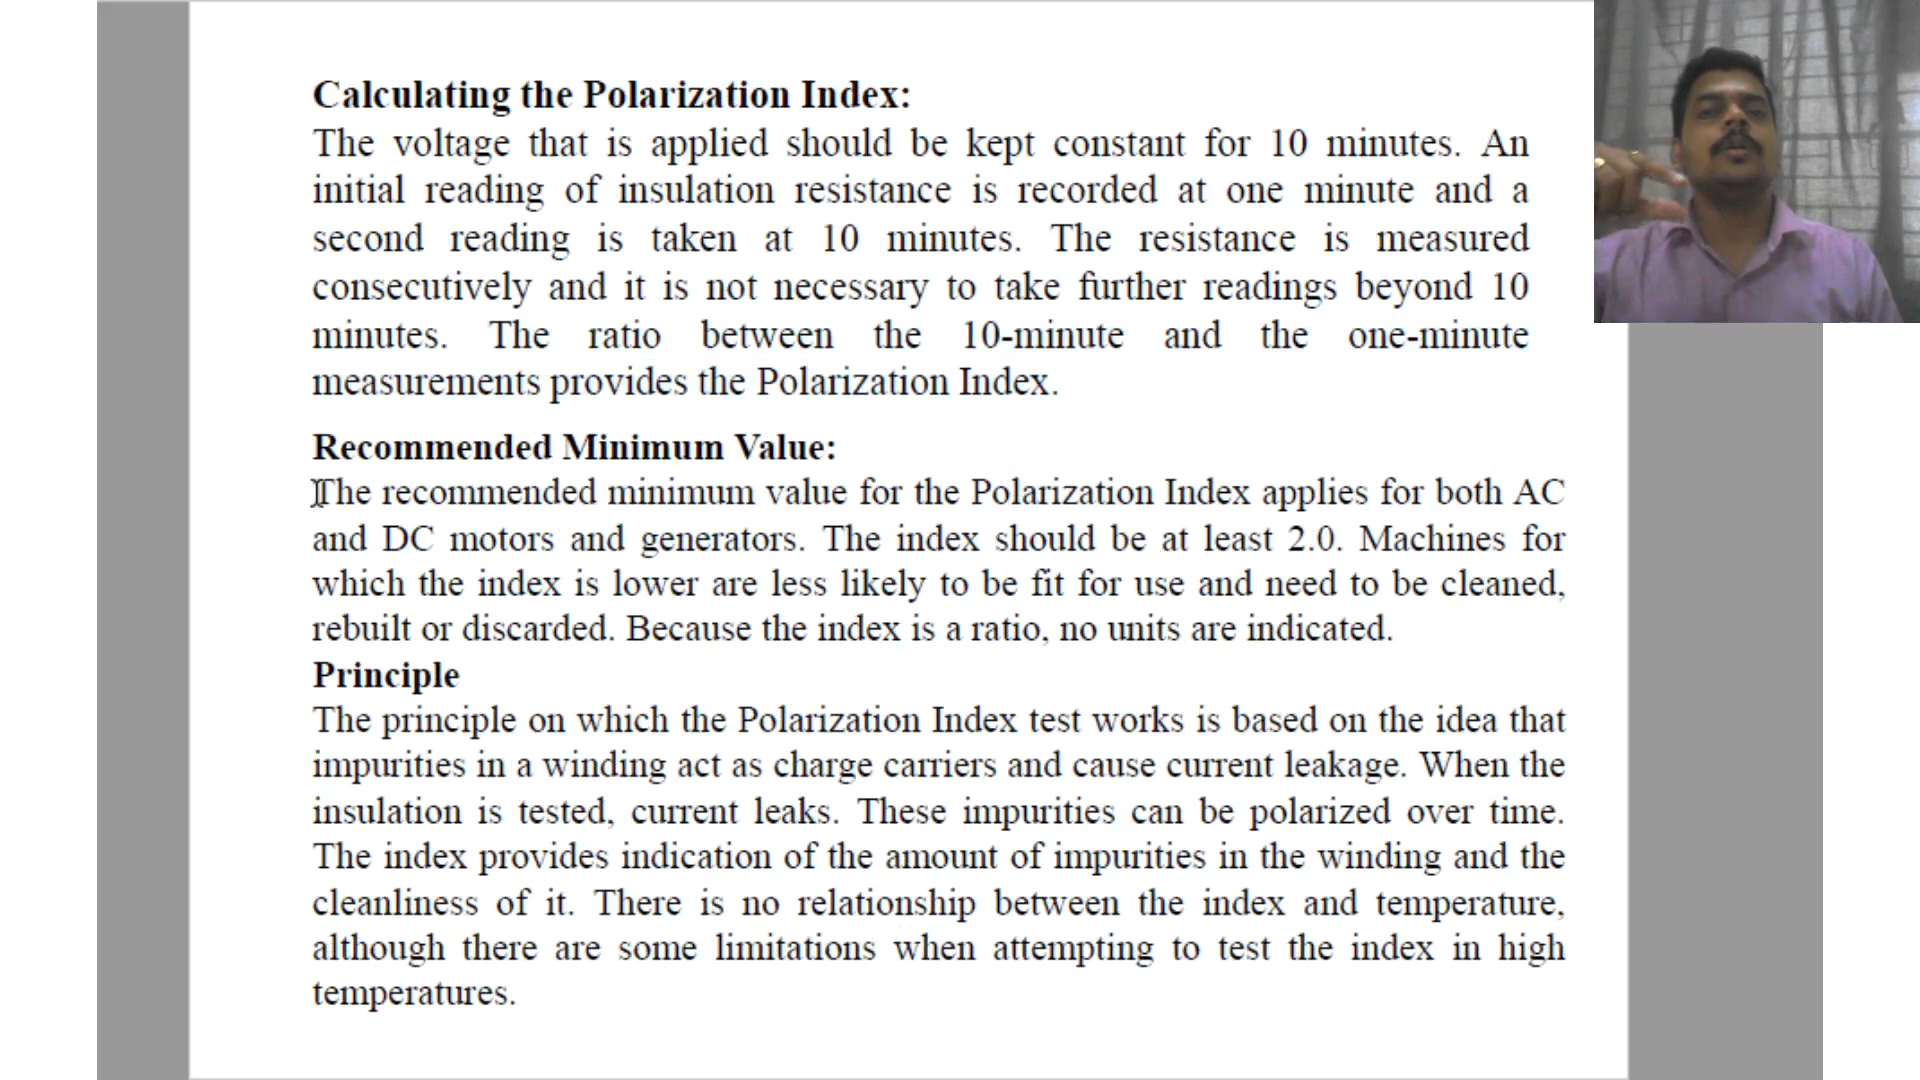 Calculating the Polarization Index:
The voltage that is applied should be kept constant for 10 minutes. An
initial reading of insulation resistance is recorded at one minute and a
second reading is taken at 10 minutes. The resistance is measured
consecutively and it is not necessary to take further readings beyond 10
minutes. The ratio between the 10-minute and the one-minute
measurements provides the Polarization Index.
Recommended Minimum Value:
The recommended minimum value for the Polarization Index applies for both AC
and DC motors and generators. The index should be at least 2.0. Machines for
which the index is lower are less likely to be fit for use and need to be cleaned,
rebuilt or discarded. Because the index is a ratio, no units are indicated.
Principle
The principle on which the Polarization Index test works is based on the idea that
impurities in a winding act as charge carriers and cause current leakage. When the
insulation is tested, current leaks. These impurities can be polarized over time.
The index provides indication of the amount of impurities in the winding and the
cleanliness of it. There is no relationship between the index and temperature,
although there are some limitations when attempting to test the index in high
temperatures.